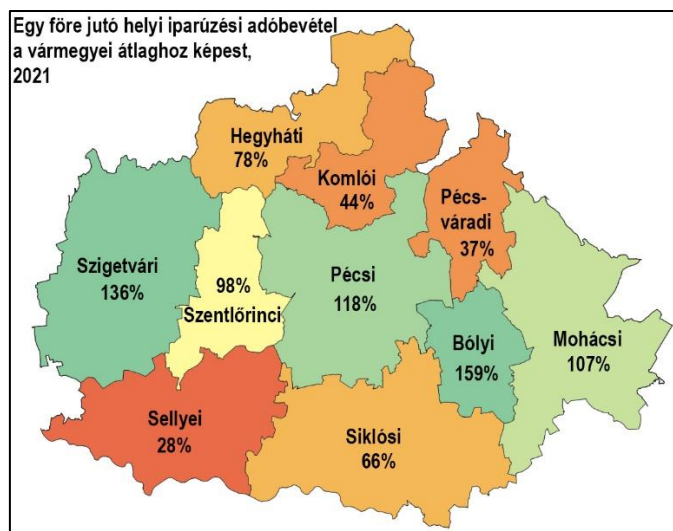 Egy főre jutó helyi iparűzési adóbevétel
a vármegyei átlaghoz képest,
2021
Hegyháti
78%
Komlói
44%
Pécs-
váradi
37%
Szigetvári
136%
98%
Szentlőrinci
Pécsi
118%
Bólyi
159%
Mohácsi
107%
Sellyei
28%
Siklósi
66%